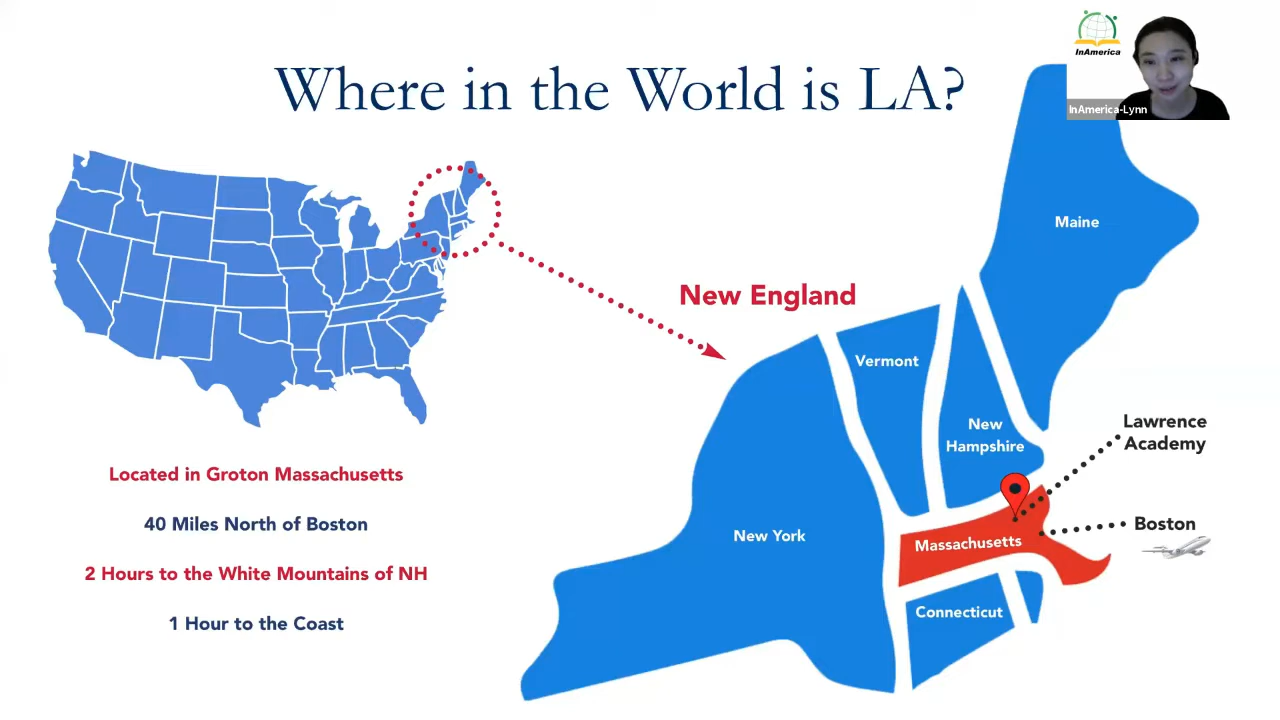 InAmerica
InAmerica-Lynn
Where in the World is LA?
Maine
New England
Vermont
New
Hampshire
Lawrence
Academy
Located in Groton Massachusetts
40 Miles North of Boston
2 Hours to the White Mountains of NH
1 Hour to the Coast
New York
Massachusetts
Boston
Connecticut